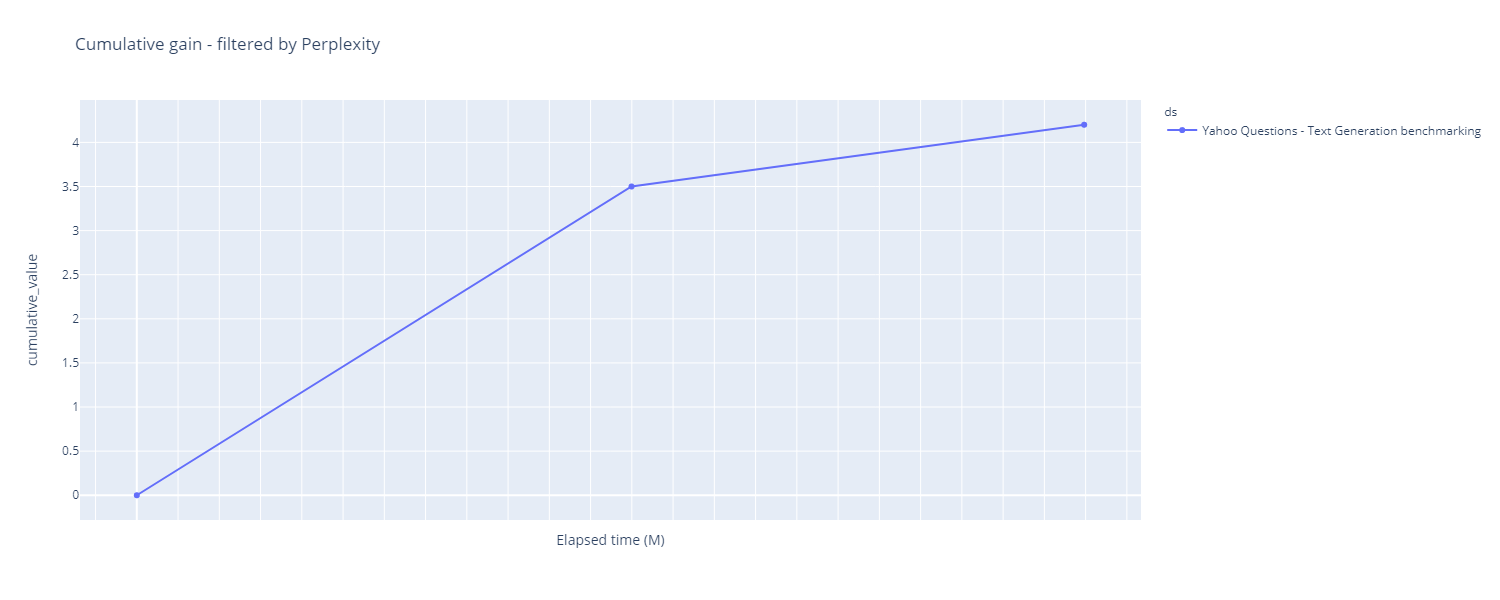 Cumulative gain - filtered by Perplexity
ds
Yahoo Questions - Text Generation benchmarking
4
3.5
3
2.5
2
1.5
1
0.5
0
cumulative_value
Elapsed time (M)